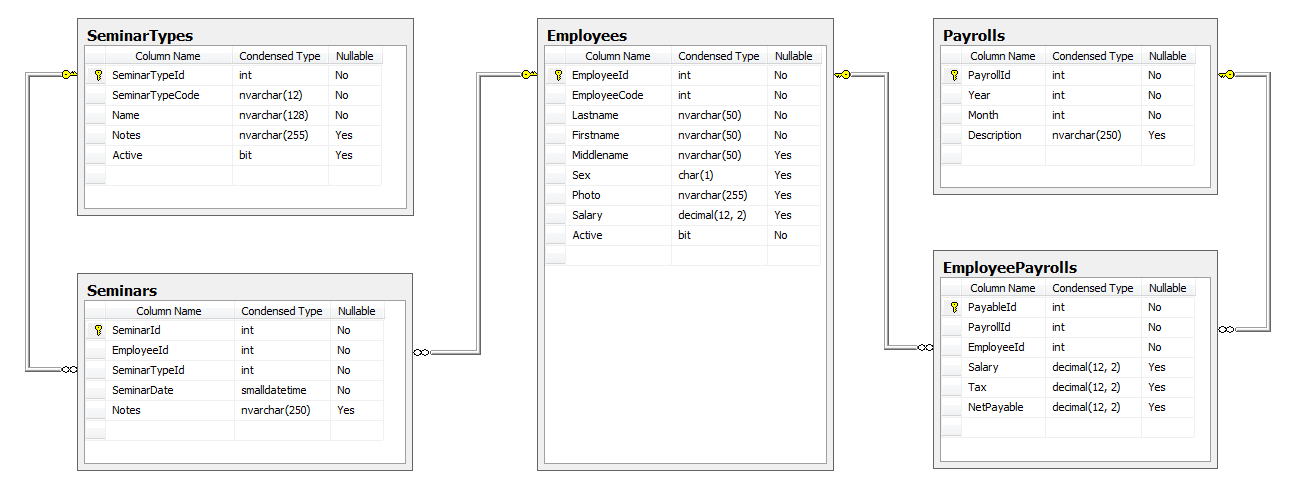 SeminarTypes
Column Name Condensed Type Nullable
SeminarTypeId int No
SeminarTypeCode nvarchar(12) No
Name nvarchar(128) No
Notes nvarchar(255) Yes
Active bit Yes
Seminars
Column Name Condensed Type Nullable
SeminarId int No
EmployeeId int No
SeminarTypeId int No
SeminarDate smalldatetime No
Notes nvarchar(250) Yes
Employees
Column Name Condensed Type Nullable
EmployeeId int No
EmployeeCode int No
Lastname nvarchar(50) No
Firstname nvarchar(50) No
Middlename nvarchar(50) Yes
Sex char(1) Yes
Photo nvarchar(255) Yes
Salary decimal(12, 2) Yes
Active bit No
Payrolls
Column Name Condensed Type Nullable
PayrollId int No
Year int No
Month int No
Description nvarchar(250) Yes
EmployeePayrolls
Column Name Condensed Type Nullable
PayableId int No
PayrollId int No
EmployeeId int No
Salary decimal(12, 2) Yes
Tax decimal(12, 2) Yes
NetPayable decimal(12, 2) Yes